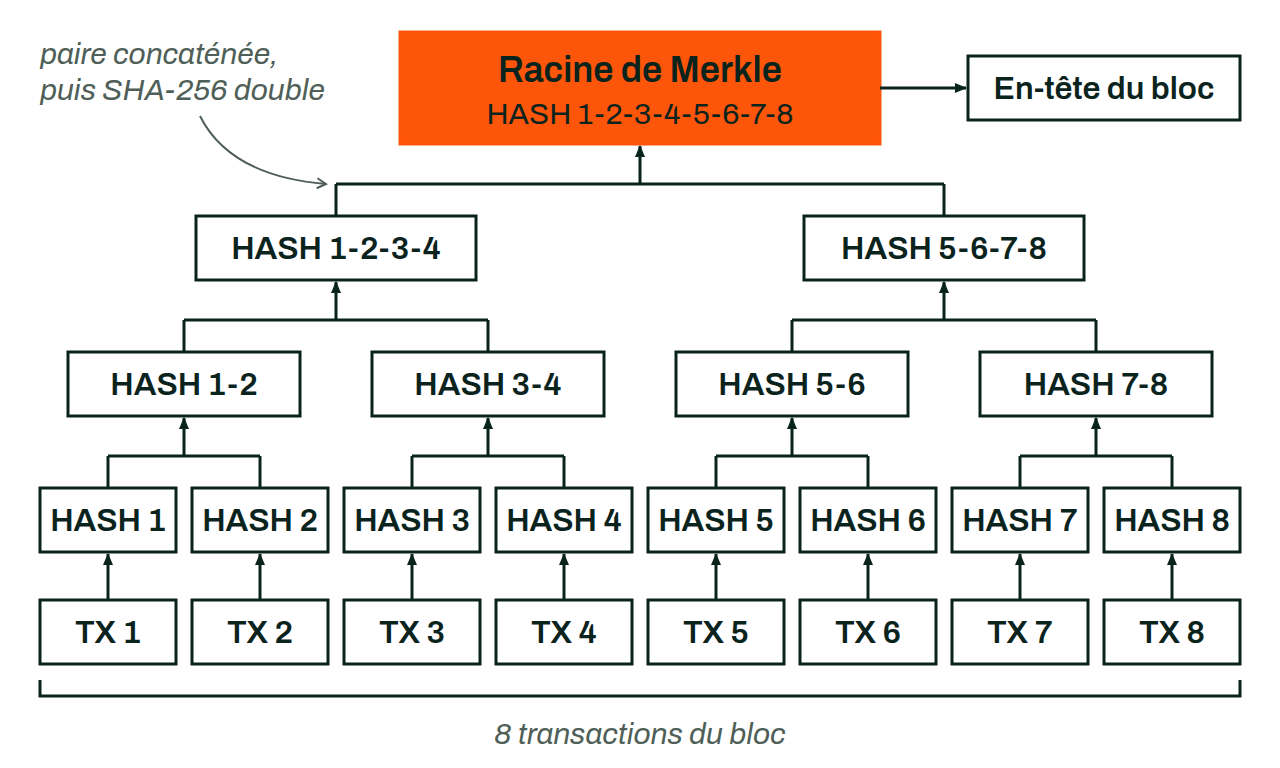 paire concaténée,
puis SHA-256 double
Racine de Merkle
HASH 1-2-3-4-5-6-7-8
En-tête du bloc
HASH 1-2-3-4
HASH 5-6-7-8
HASH 1-2
HASH 3-4
HASH 5-6
HASH 7-8
HASH 1
HASH 2
HASH 3
HASH 4
HASH 5
HASH 6
HASH 7
HASH 8
TX 1
TX 2
TX 3
TX 4
TX 5
TX 6
TX 7
TX 8
8 transactions du bloc